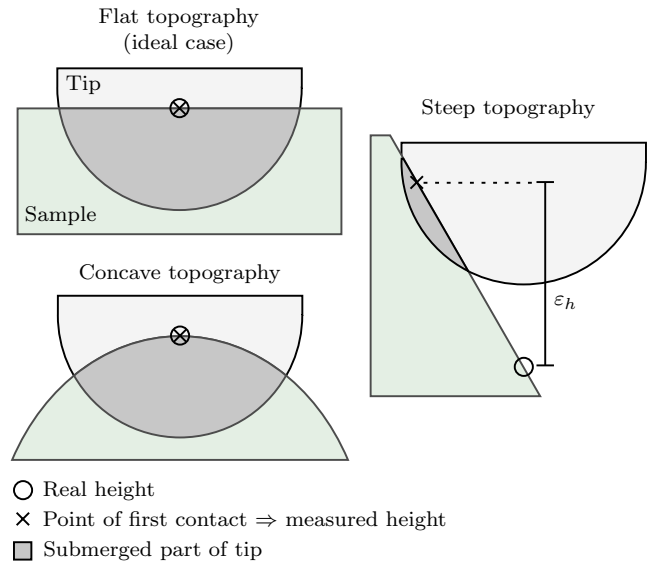 Flat topography
(ideal case)
Tip
Sample
Steep topography
εₕ
Concave topography
Real height
Point of first contact ⇒ measured height
Submerged part of tip